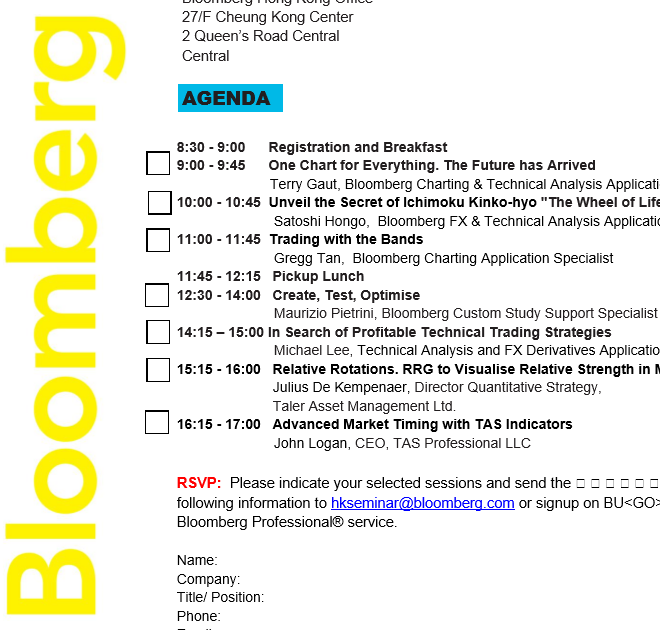 Bloomberg
Bloomberg Hong Kong Office
27/F Cheung Kong Center
2 Queen's Road Central
Central
AGENDA
8:30 - 9:00 Registration and Breakfast
9:00 - 9:45 One Chart for Everything. The Future has Arrived
Terry Gaut, Bloomberg Charting & Technical Analysis Applicati
10:00 - 10:45 Unveil the Secret of Ichimoku Kinko-hyo "The Wheel of Life
Satoshi Hongo, Bloomberg FX & Technical Analysis Applicatio
11:00 - 11:45 Trading with the Bands
Gregg Tan, Bloomberg Charting Application Specialist
11:45 - 12:15 Pickup Lunch
12:30 - 14:00 Create, Test, Optimise
Maurizio Pietrini, Bloomberg Custom Study Support Specialist
14:15 – 15:00 In Search of Profitable Technical Trading Strategies
Michael Lee, Technical Analysis and FX Derivatives Applicatio
15:15 - 16:00 Relative Rotations. RRG to Visualise Relative Strength in M
Julius De Kempenaer, Director Quantitative Strategy,
Taler Asset Management Ltd.
16:15 - 17:00 Advanced Market Timing with TAS Indicators
John Logan, CEO, TAS Professional LLC
RSVP: Please indicate your selected sessions and send the □ □ □ □ □ □
following information to hkseminar@bloomberg.com or signup on BU<GO>
Bloomberg Professional® service.
Name:
Company:
Title/ Position:
Phone: